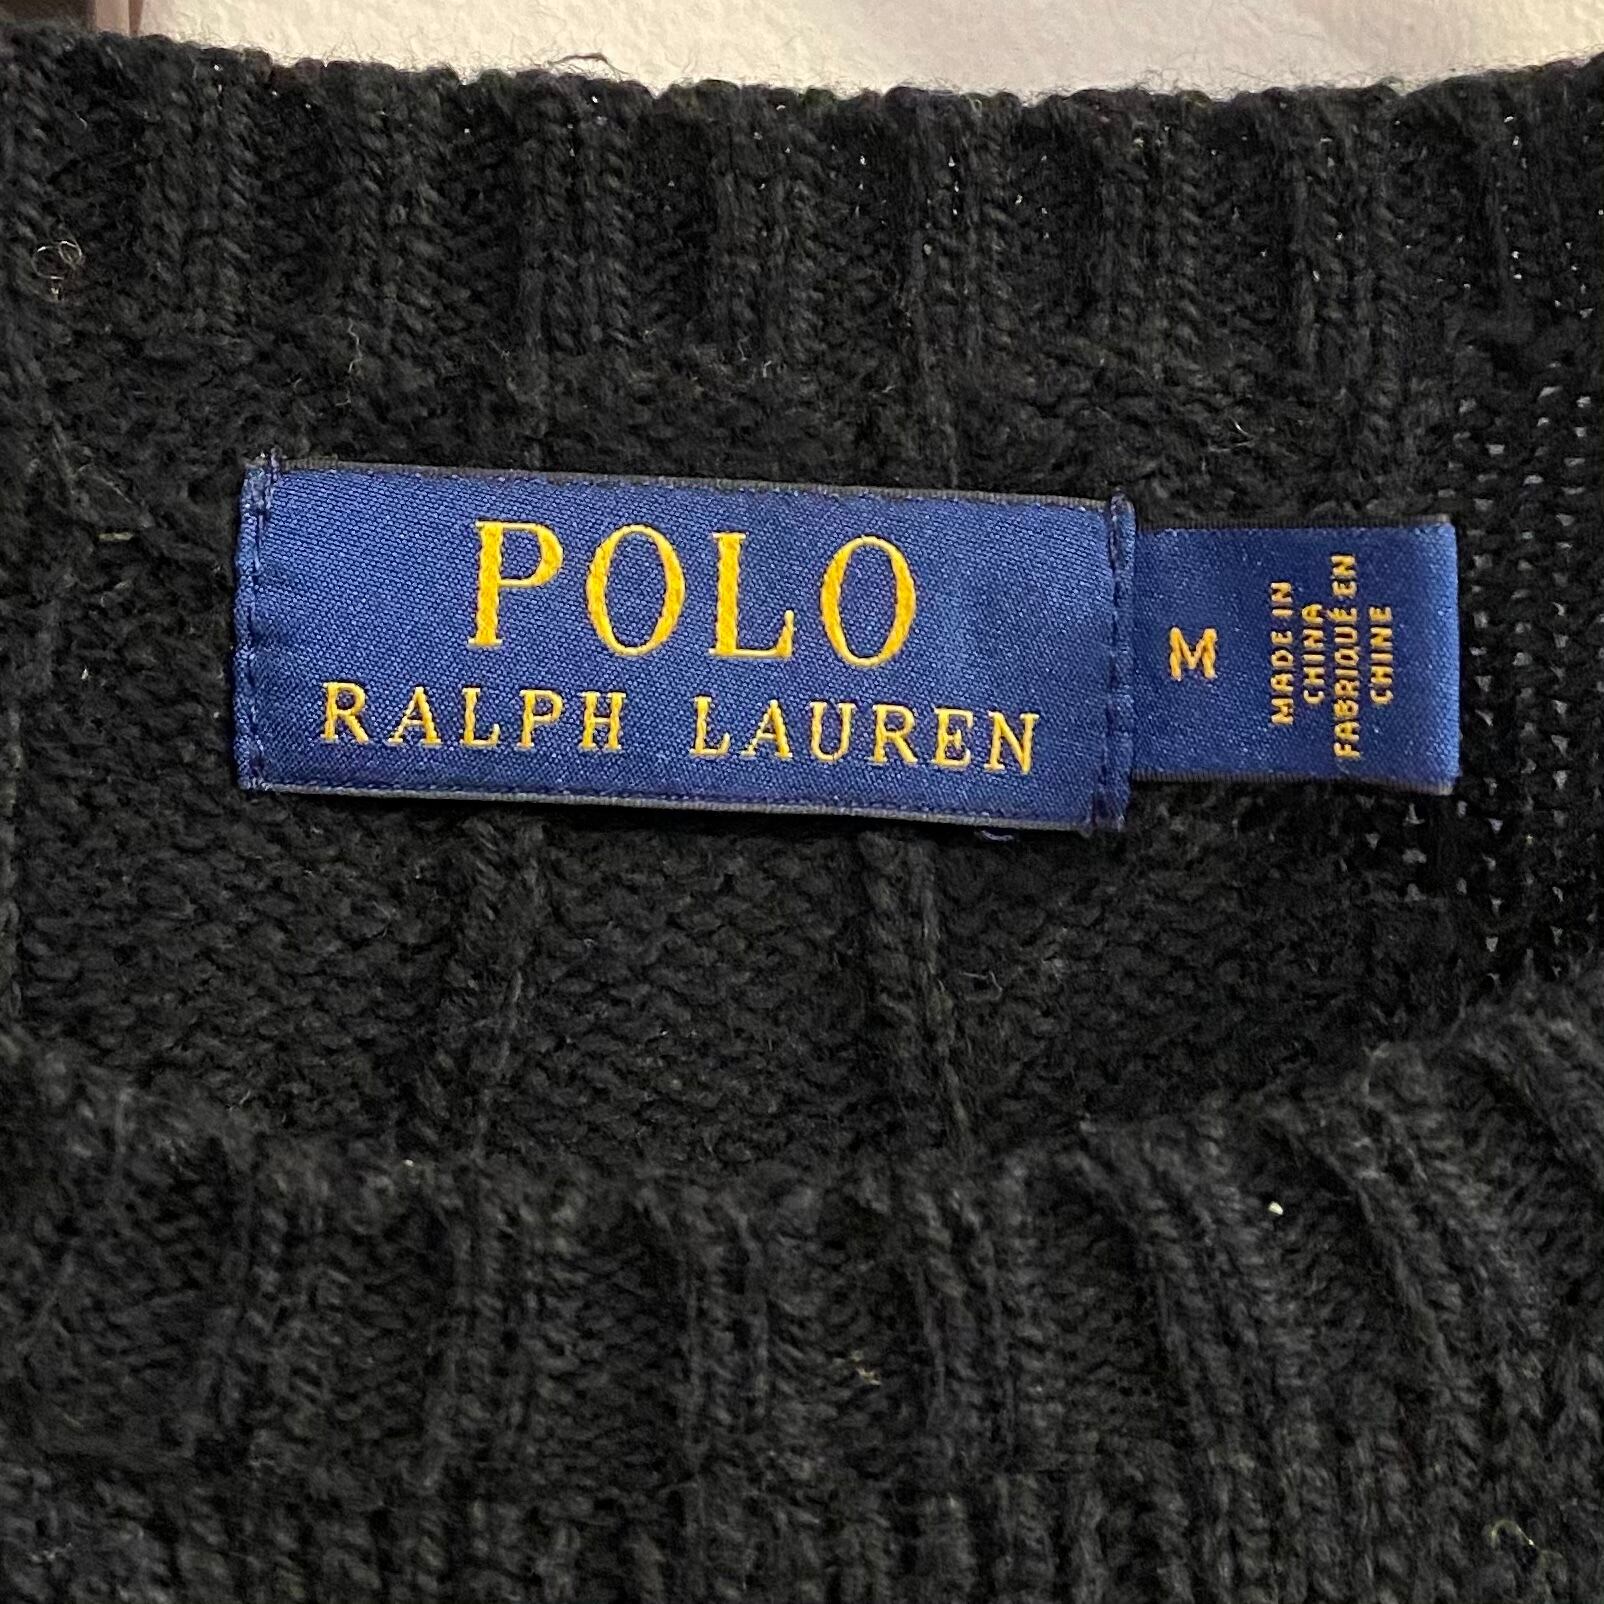 POLO
RALPH LAUREN
M
MADE IN
CHINA
FABRIQUÉ EN
CHINE